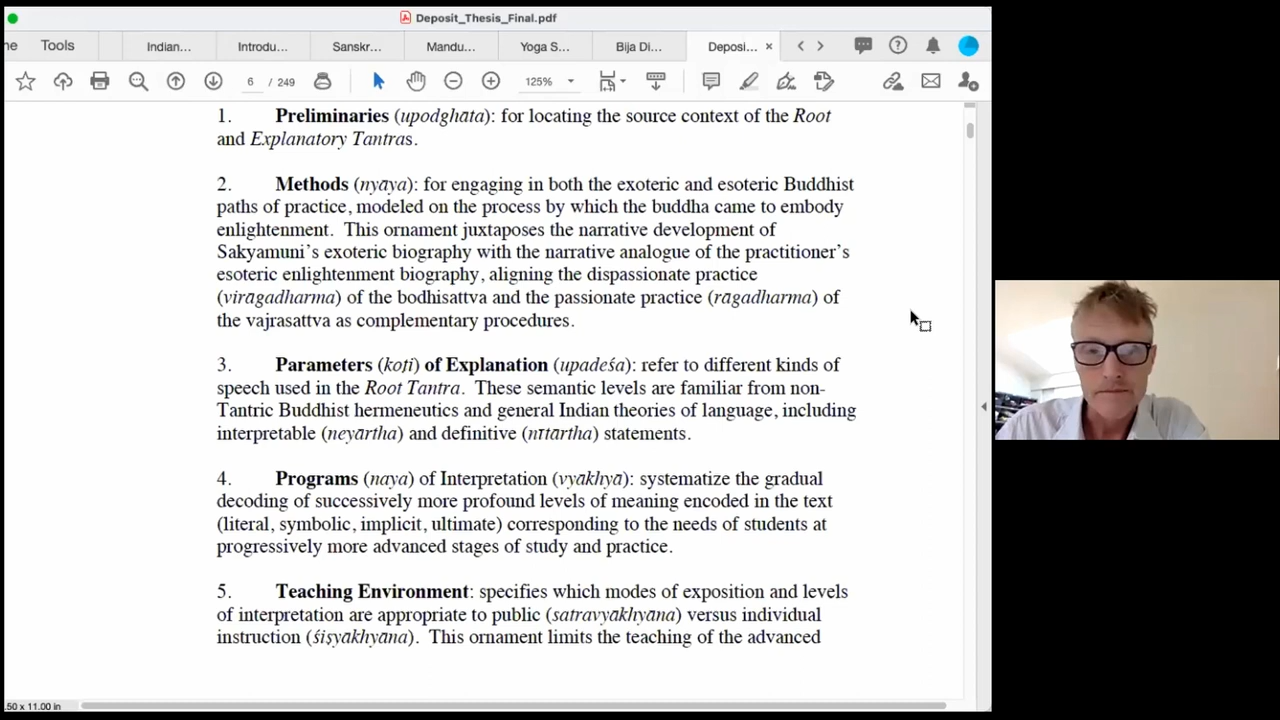 Deposit_Thesis_Final.pdf
ne Tools Indian... Introdu... Sanskr... Mandu... Yoga S... Bija Di... Deposi... ×
6 / 249 125%
1. Preliminaries (upodghāta): for locating the source context of the Root
and Explanatory Tantras.
2. Methods (nyāya): for engaging in both the exoteric and esoteric Buddhist
paths of practice, modeled on the process by which the buddha came to embody
enlightenment. This ornament juxtaposes the narrative development of
Sakyamuni's exoteric biography with the narrative analogue of the practitioner's
esoteric enlightenment biography, aligning the dispassionate practice
(virāgadharma) of the bodhisattva and the passionate practice (rāgadharma) of
the vajrasattva as complementary procedures.
3. Parameters (koṭi) of Explanation (upadeśa): refer to different kinds of
speech used in the Root Tantra. These semantic levels are familiar from non-
Tantric Buddhist hermeneutics and general Indian theories of language, including
interpretable (neyārtha) and definitive (nītārtha) statements.
4. Programs (naya) of Interpretation (vyākhyā): systematize the gradual
decoding of successively more profound levels of meaning encoded in the text
(literal, symbolic, implicit, ultimate) corresponding to the needs of students at
progressively more advanced stages of study and practice.
5. Teaching Environment: specifies which modes of exposition and levels
of interpretation are appropriate to public (satravyākhyāna) versus individual
instruction (śiṣyākhyāna). This ornament limits the teaching of the advanced
.50 x 11.00 in